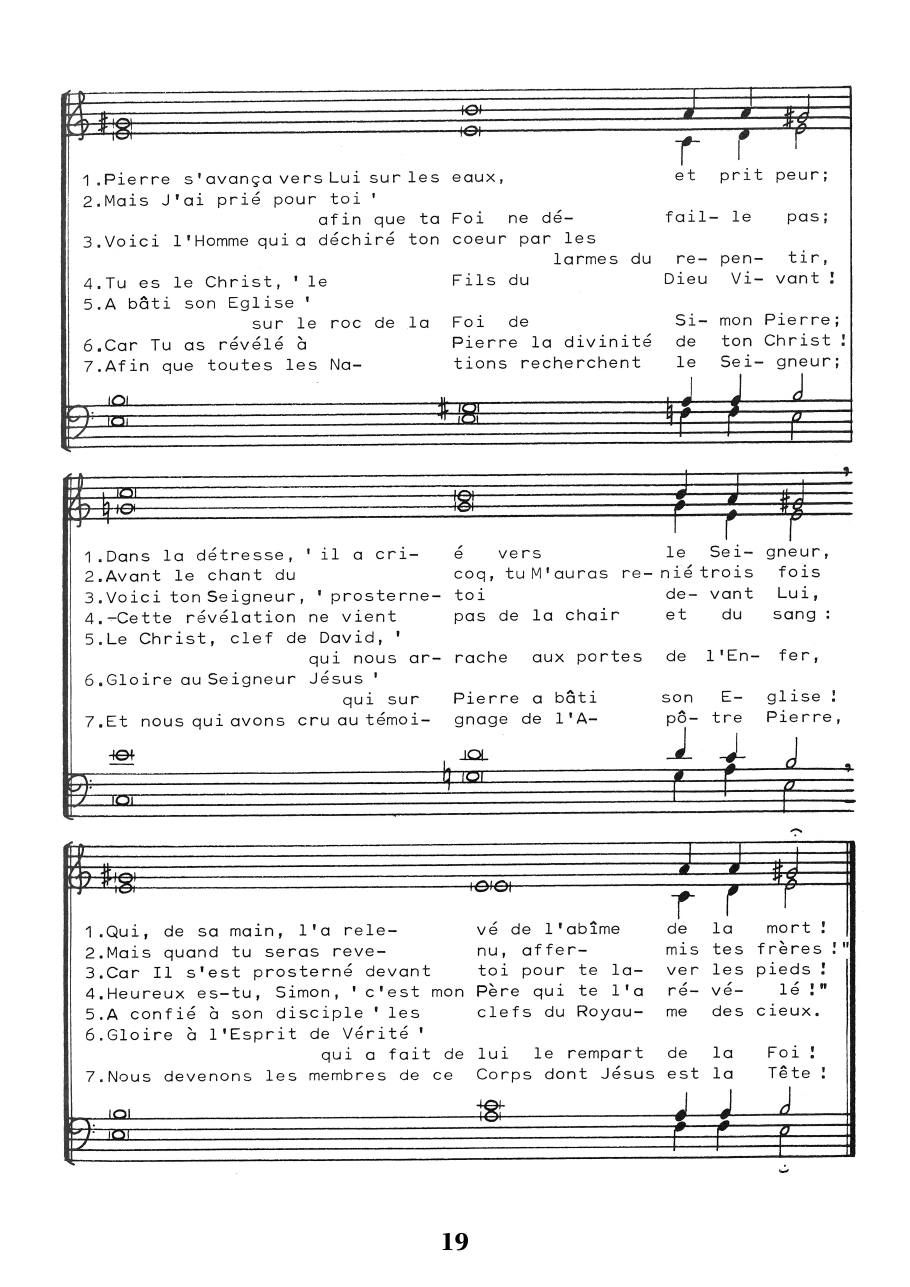 1.Pierre s'avança vers Lui sur les eaux, et prit peur;
2.Mais J'ai prié pour toi '
afin que ta Foi ne dé- fail- le pas;
3.Voici l'Homme qui a déchiré ton coeur par les
larmes du re- pen- tir,
4.Tu es le Christ, ' le Fils du Dieu Vi- vant !
5.A bâti son Eglise '
sur le roc de la Foi de Si- mon Pierre;
6.Car Tu as révélé à Pierre la divinité de ton Christ !
7.Afin que toutes les Na- tions recherchent le Sei- gneur;
1.Dans la détresse, ' il a cri- é vers le Sei- gneur,
2.Avant le chant du coq, tu M'auras re- nié trois fois
3.Voici ton Seigneur, ' prosterne- toi de- vant Lui,
4.-Cette révélation ne vient pas de la chair et du sang :
5.Le Christ, clef de David, '
qui nous ar- rache aux portes de l'En- fer,
6.Gloire au Seigneur Jésus '
qui sur Pierre a bâti son E- glise !
7.Et nous qui avons cru au témoi- gnage de l'A- pô- tre Pierre,
1.Qui, de sa main, l'a rele- vé de l'abîme de la mort !
2.Mais quand tu seras reve- nu, affer- mis tes frères !"
3.Car Il s'est prosterné devant toi pour te la- ver les pieds !
4.Heureux es-tu, Simon, ' c'est mon Père qui te l'a ré- vé- lé !"
5.A confié à son disciple ' les clefs du Royau- me des cieux.
6.Gloire à l'Esprit de Vérité '
qui a fait de lui le rempart de la Foi !
7.Nous devenons les membres de ce Corps dont Jésus est la Tête !
19